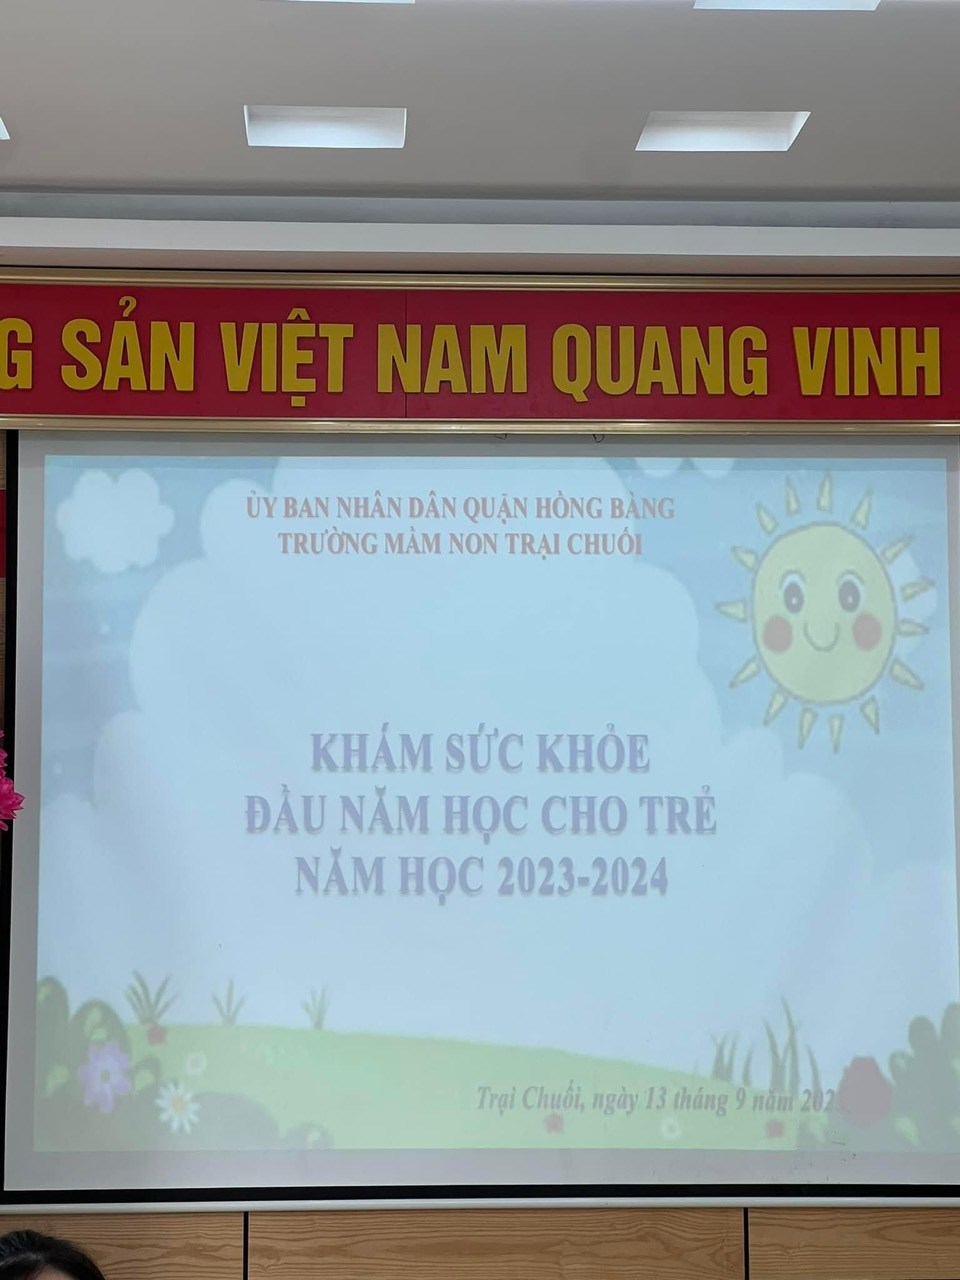 G SẢN VIỆT NAM QUANG VINH
ỦY BAN NHÂN DÂN QUẬN HỒNG BÀNG
TRƯỜNG MẦM NON TRẠI CHUỐI
KHÁM SỨC KHỎE
ĐẦU NĂM HỌC CHO TRẺ
NĂM HỌC 2023-2024
Trại Chuối, ngày 13 tháng 9 năm 202